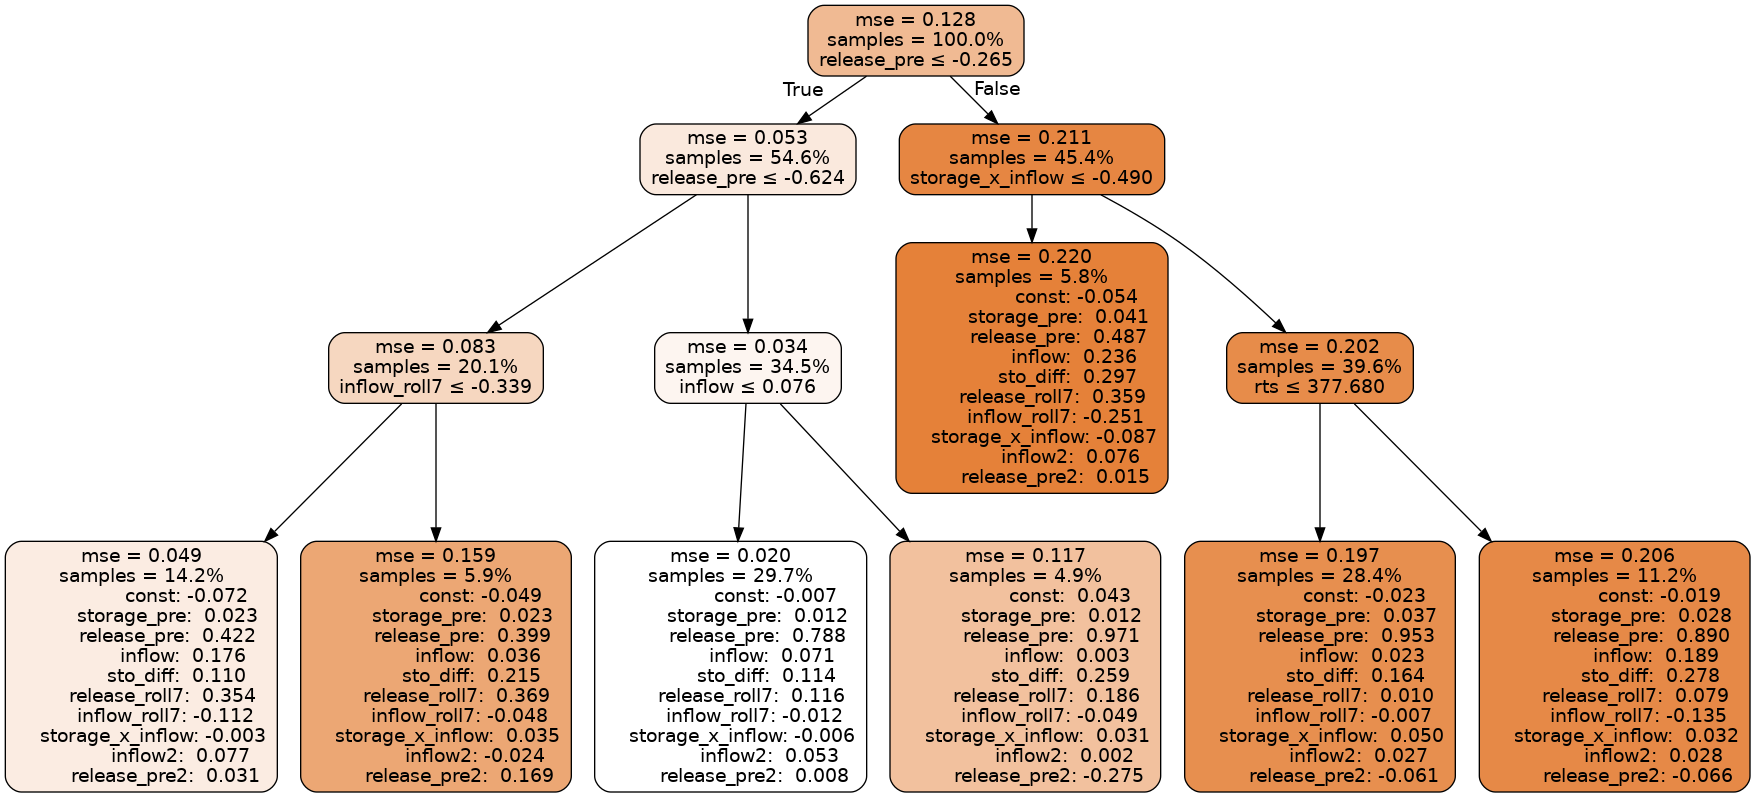 mse = 0.128
samples = 100.0%
release_pre ≤ -0.265
True
False
mse = 0.053
samples = 54.6%
release_pre ≤ -0.624
mse = 0.211
samples = 45.4%
storage_x_inflow ≤ -0.490
mse = 0.220
samples = 5.8%
const: -0.054
storage_pre: 0.041
release_pre: 0.487
inflow: 0.236
sto_diff: 0.297
release_roll7: 0.359
inflow_roll7: -0.251
storage_x_inflow: -0.087
inflow2: 0.076
release_pre2: 0.015
mse = 0.083
samples = 20.1%
inflow_roll7 ≤ -0.339
mse = 0.034
samples = 34.5%
inflow ≤ 0.076
mse = 0.202
samples = 39.6%
rts ≤ 377.680
mse = 0.049
samples = 14.2%
const: -0.072
storage_pre: 0.023
release_pre: 0.422
inflow: 0.176
sto_diff: 0.110
release_roll7: 0.354
inflow_roll7: -0.112
storage_x_inflow: -0.003
inflow2: 0.077
release_pre2: 0.031
mse = 0.159
samples = 5.9%
const: -0.049
storage_pre: 0.023
release_pre: 0.399
inflow: 0.036
sto_diff: 0.215
release_roll7: 0.369
inflow_roll7: -0.048
storage_x_inflow: 0.035
inflow2: -0.024
release_pre2: 0.169
mse = 0.020
samples = 29.7%
const: -0.007
storage_pre: 0.012
release_pre: 0.788
inflow: 0.071
sto_diff: 0.114
release_roll7: 0.116
inflow_roll7: -0.012
storage_x_inflow: -0.006
inflow2: 0.053
release_pre2: 0.008
mse = 0.117
samples = 4.9%
const: 0.043
storage_pre: 0.012
release_pre: 0.971
inflow: 0.003
sto_diff: 0.259
release_roll7: 0.186
inflow_roll7: -0.049
storage_x_inflow: 0.031
inflow2: 0.002
release_pre2: -0.275
mse = 0.197
samples = 28.4%
const: -0.023
storage_pre: 0.037
release_pre: 0.953
inflow: 0.023
sto_diff: 0.164
release_roll7: 0.010
inflow_roll7: -0.007
storage_x_inflow: 0.050
inflow2: 0.027
release_pre2: -0.061
mse = 0.206
samples = 11.2%
const: -0.019
storage_pre: 0.028
release_pre: 0.890
inflow: 0.189
sto_diff: 0.278
release_roll7: 0.079
inflow_roll7: -0.135
storage_x_inflow: 0.032
inflow2: 0.028
release_pre2: -0.066